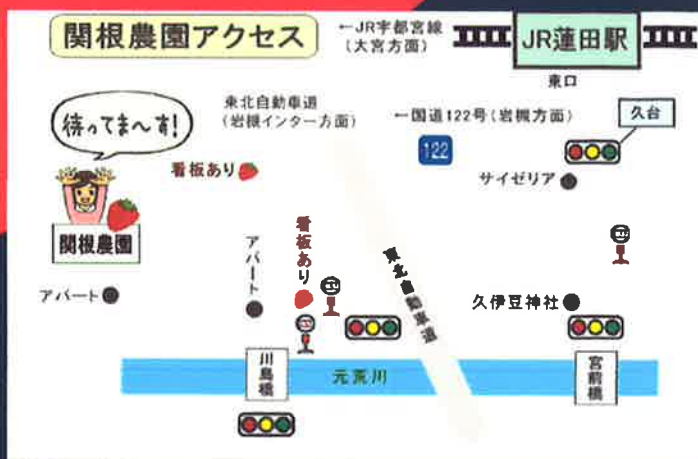 関根農園アクセス
←JR宇都宮線
(大宮方面)
JR蓮田駅
東口
東北自動車道
(岩槻インター方面)
←国道122号(岩槻方面)
久台
122
待ってま〜す!
看板あり
サイゼリア
関根農園
アパート
アパート
看板あり
東北自動車道
久伊豆神社
川島橋
元荒川
宮前橋